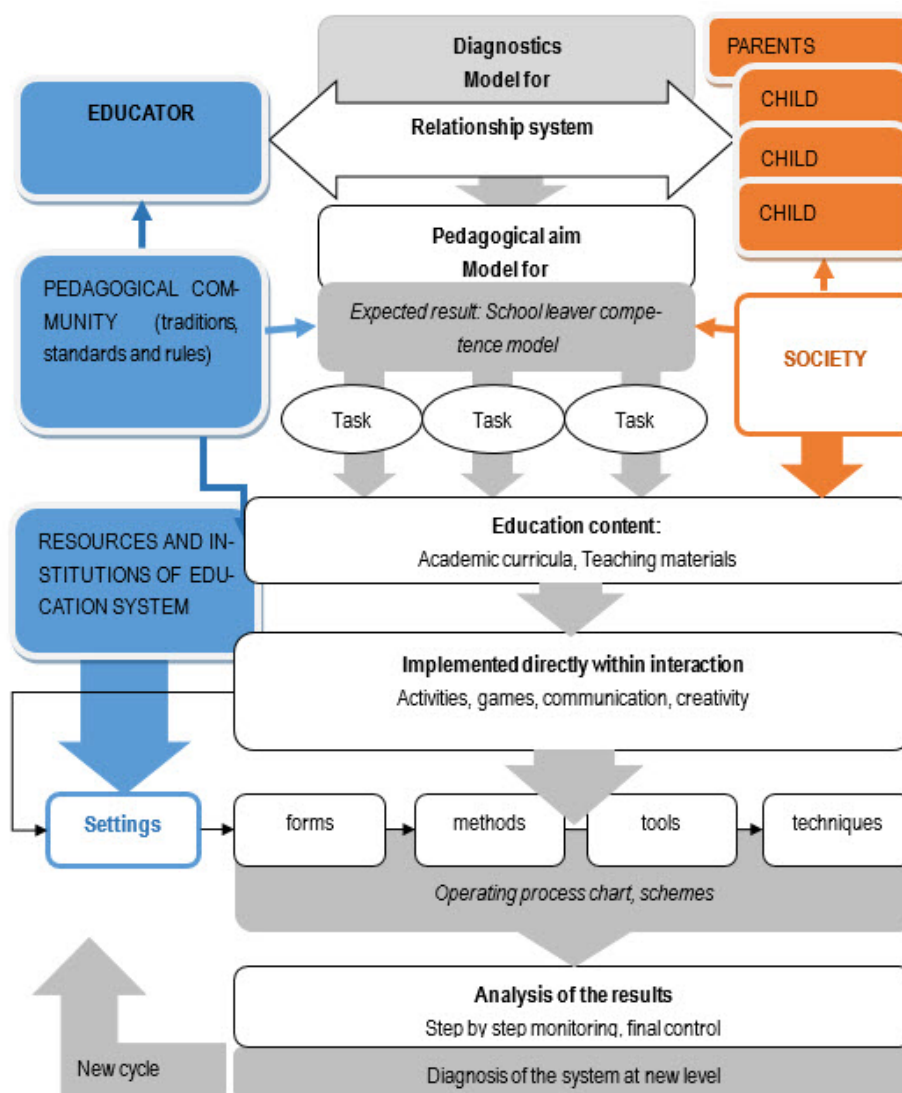 Diagnostics
Model for
PARENTS
CHILD
EDUCATOR
Relationship system
CHILD
CHILD
Pedagogical aim
Model for
PEDAGOGICAL COM-
MUNITY (traditions,
standards and rules)
Expected result: School leaver compe-
tence model
SOCIETY
Task
Task
Task
Education content:
Academic curricula, Teaching materials
RESOURCES AND IN-
STITUTIONS OF EDU-
CATION SYSTEM
Implemented directly within interaction
Activities, games, communication, creativity
Settings
forms
methods
tools
techniques
Operating process chart, schemes
Analysis of the results
Step by step monitoring, final control
New cycle
Diagnosis of the system at new level